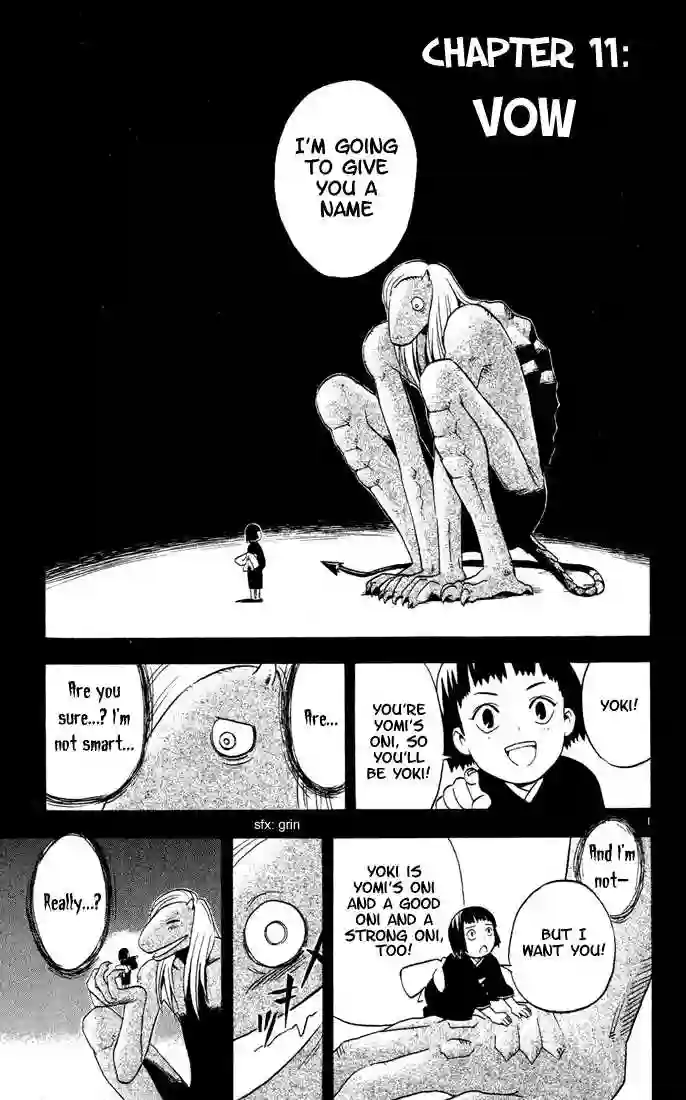 CHAPTER 11:
VOW
I'M GOING
TO GIVE
YOU A
NAME
YOKI!
YOU'RE
YOMI'S
ONI, SO
YOU'LL
BE YOKI!
Are...
Are you
sure...? I'm
not smart...
And I'm
not—
BUT I
WANT YOU!
YOKI IS
YOMI'S ONI
AND A GOOD
ONI AND A
STRONG ONI,
TOO!
sfx: grin
Really...?
1